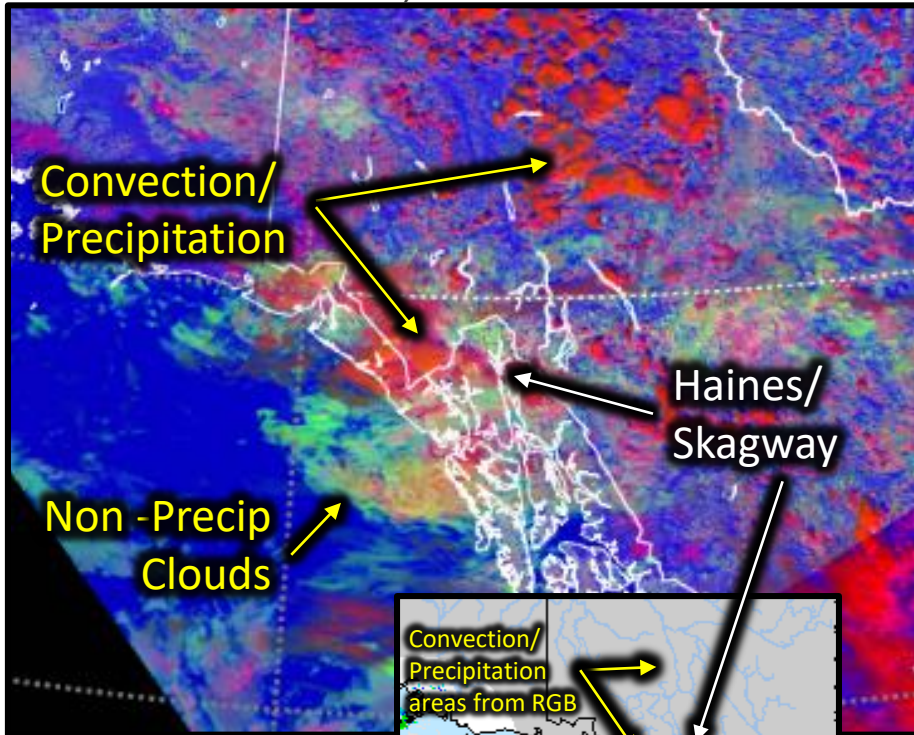 Convection/
Precipitation
Haines/
Skagway
Non -Precip
Clouds
Convection/
Precipitation
areas from RGB